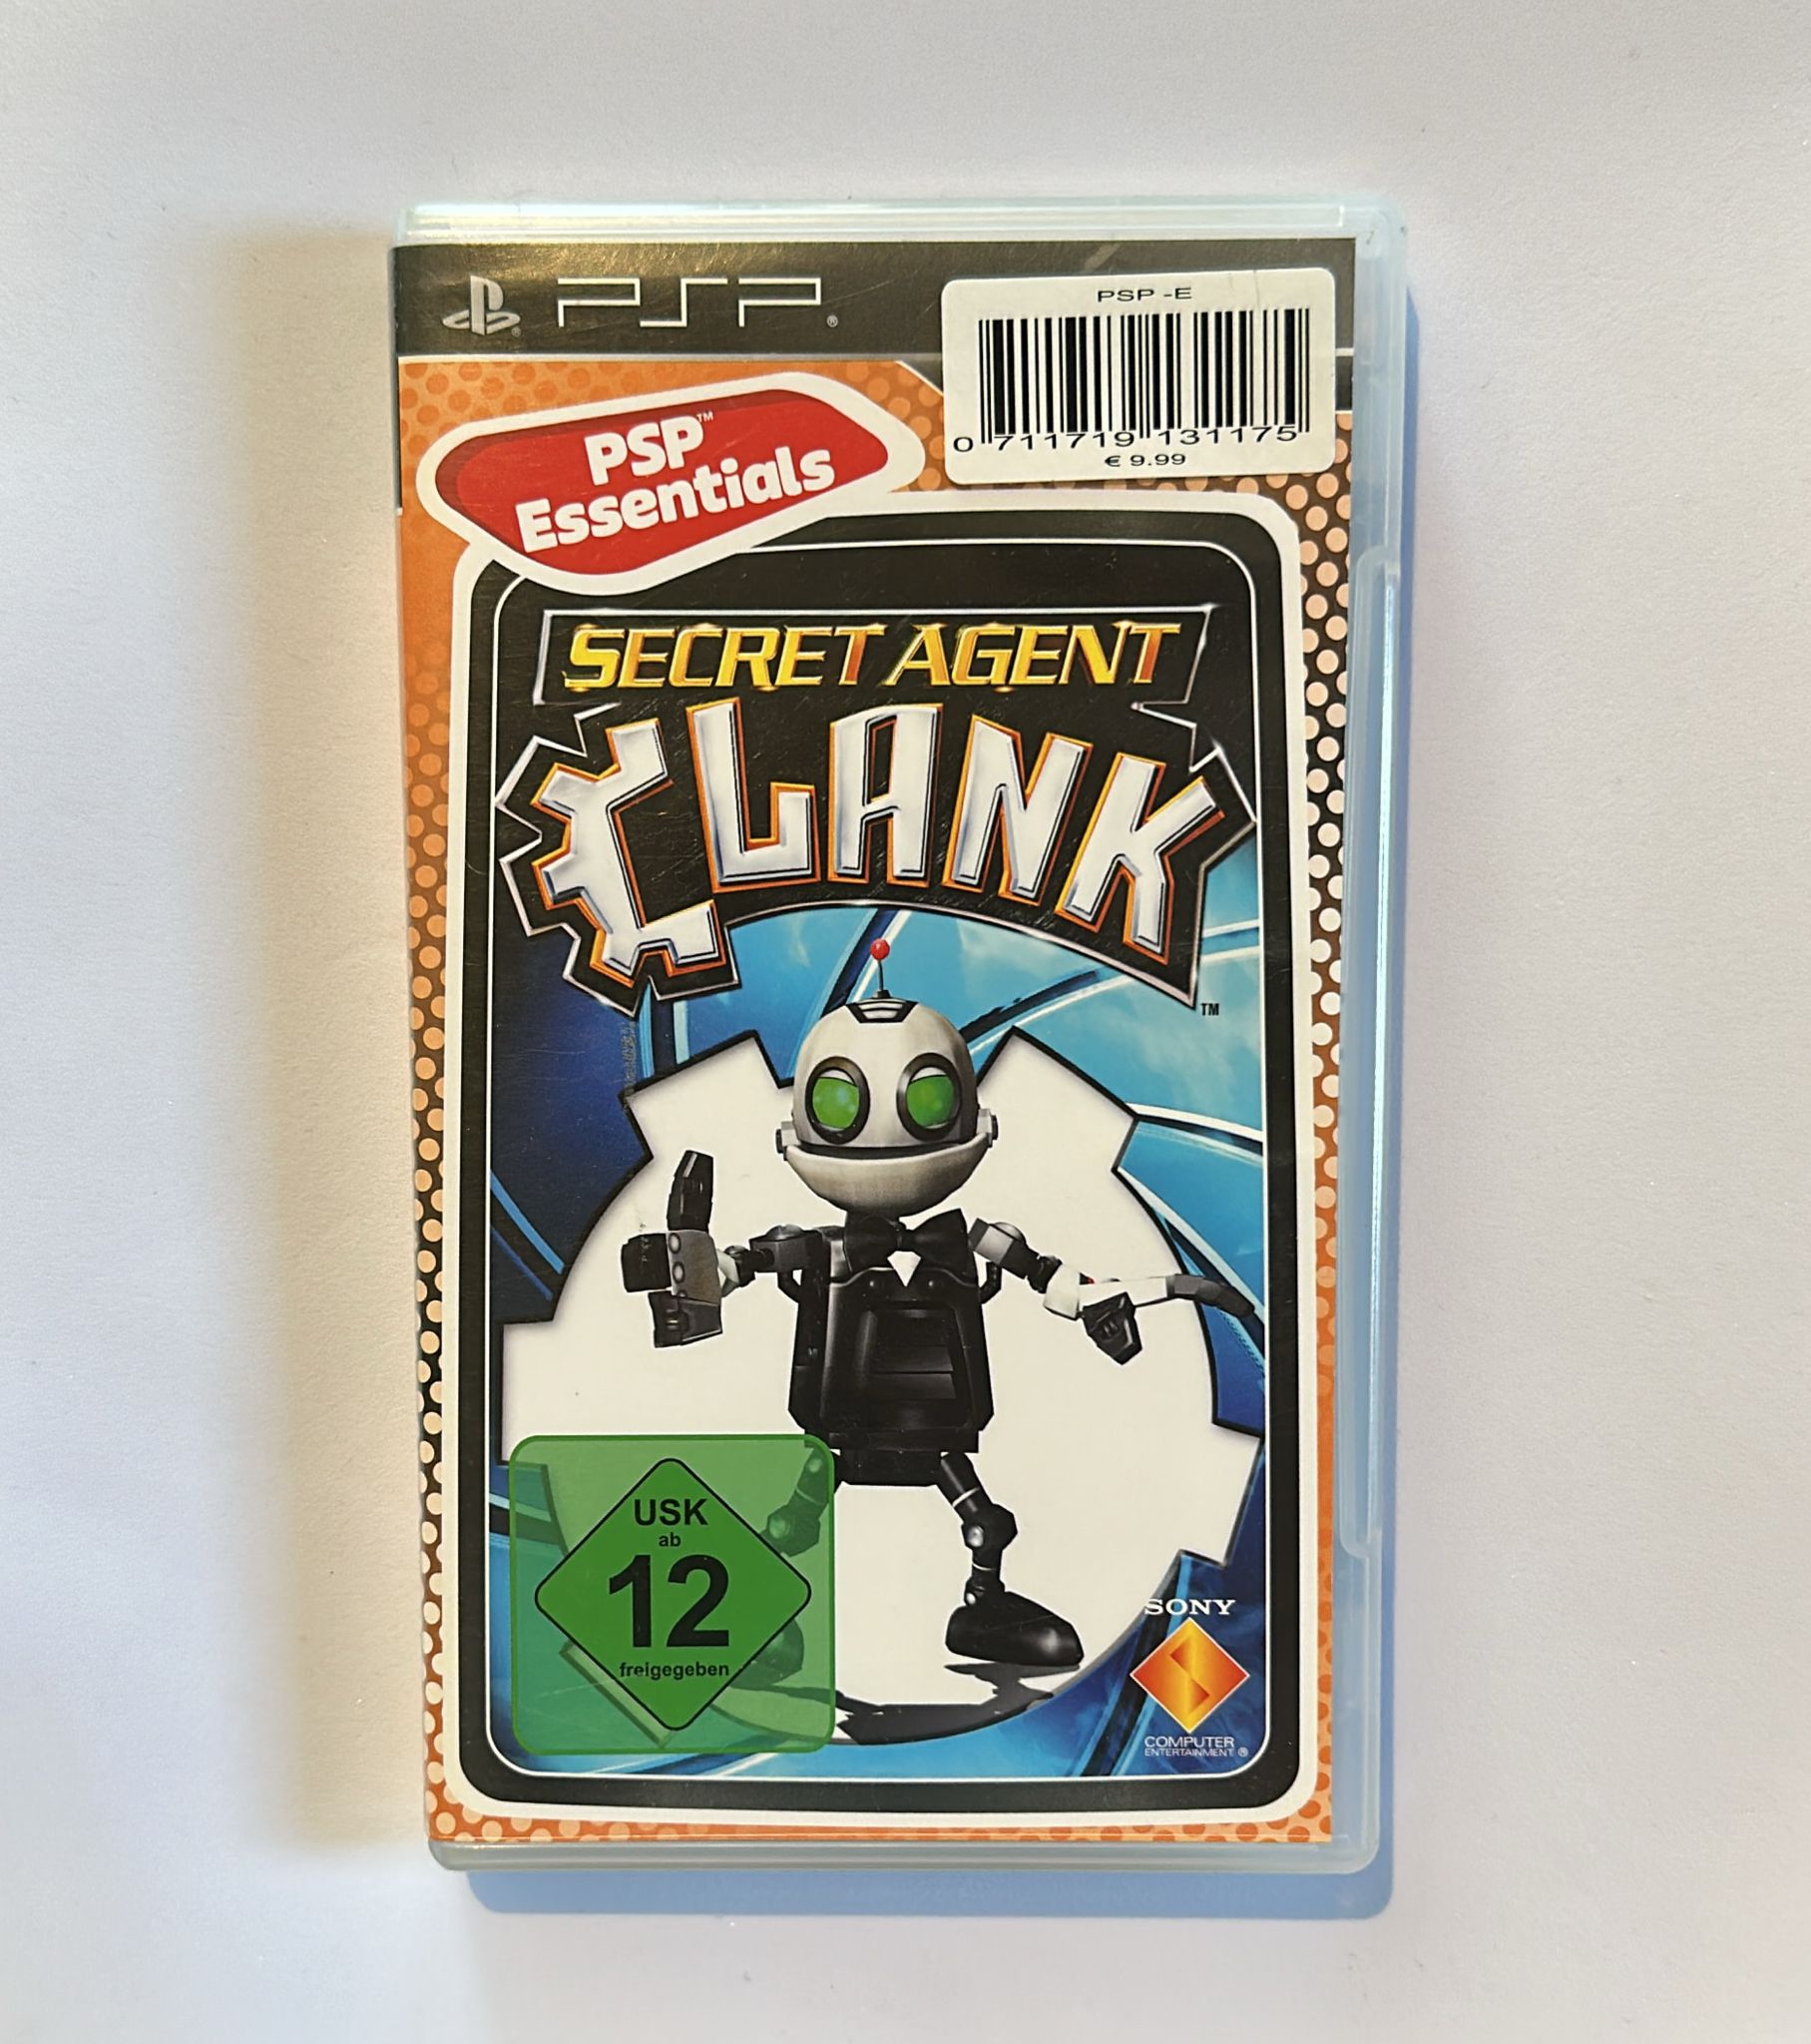 PSP®
PSP -E
0 711719 131175
€ 9.99
PSP™
Essentials
SECRET AGENT
CLANK
TM
USK
ab
12
freigegeben
SONY
COMPUTER
ENTERTAINMENT®